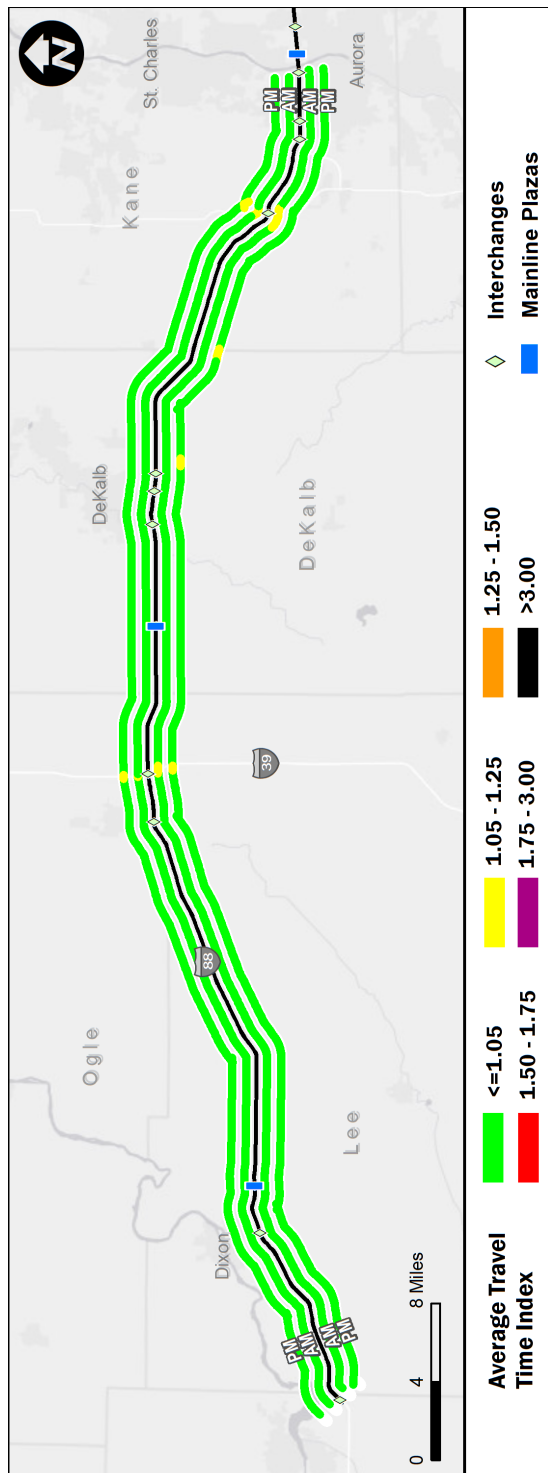 N
St. Charles
Aurora
Kane
PM
AM
AM
PM
DeKalb
DeKalb
39
88
Ogle
Lee
Dixon
PM
AM
AM
PM
0 4 8 Miles
Average Travel
Time Index
<=1.05
1.05 - 1.25
1.25 - 1.50
Interchanges
1.50 - 1.75
1.75 - 3.00
>3.00
Mainline Plazas